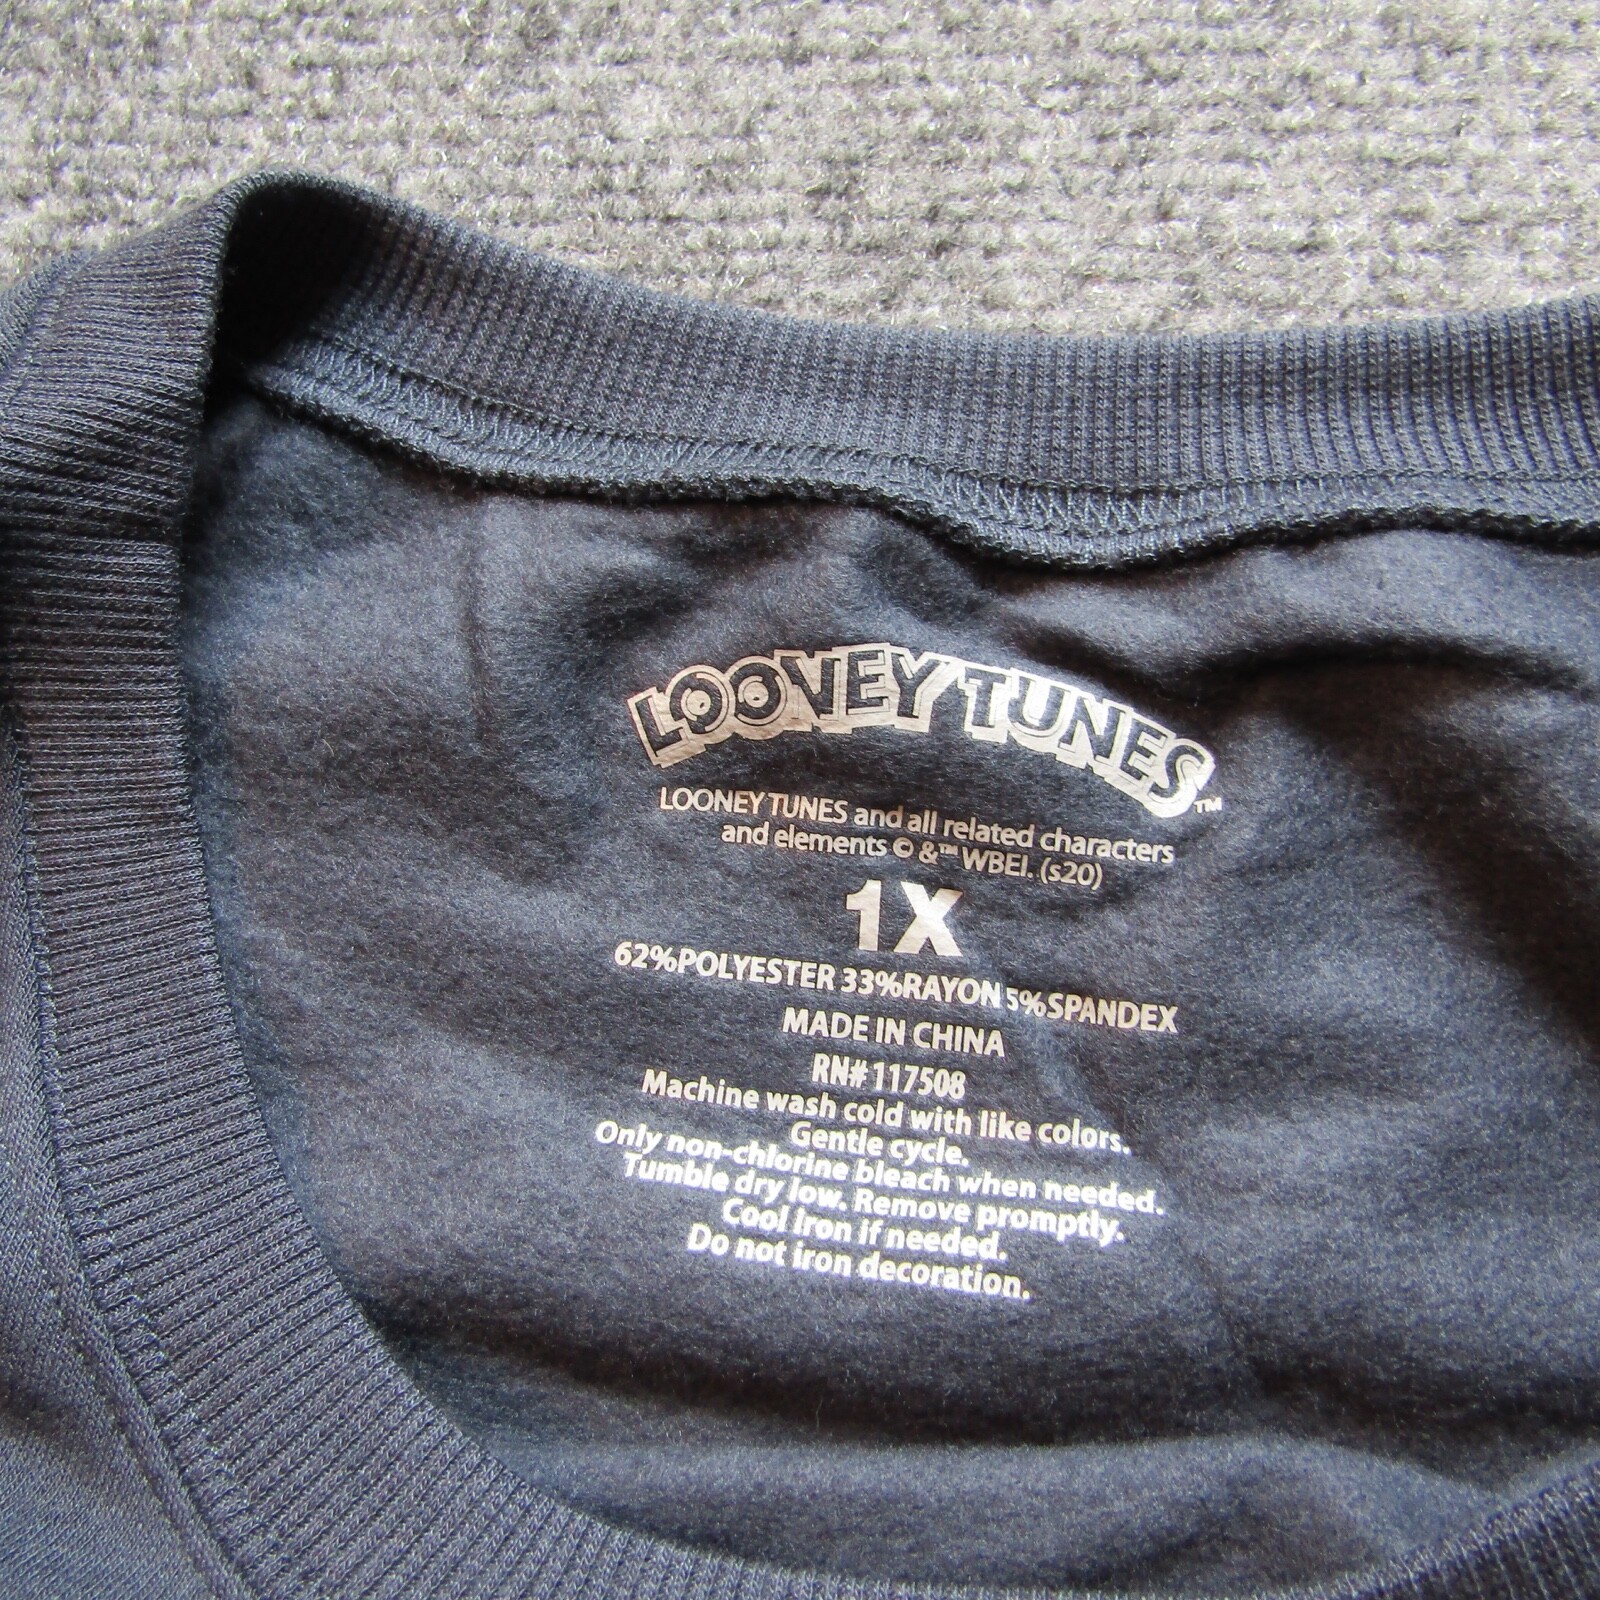 LOONEY TUNES™
LOONEY TUNES and all related characters
and elements © &™ WBEI. (s20)
1X
62%POLYESTER 33%RAYON 5%SPANDEX
MADE IN CHINA
RN# 117508
Machine wash cold with like colors.
Gentle cycle.
Only non-chlorine bleach when needed.
Tumble dry low. Remove promptly.
Cool Iron if needed.
Do not iron decoration.